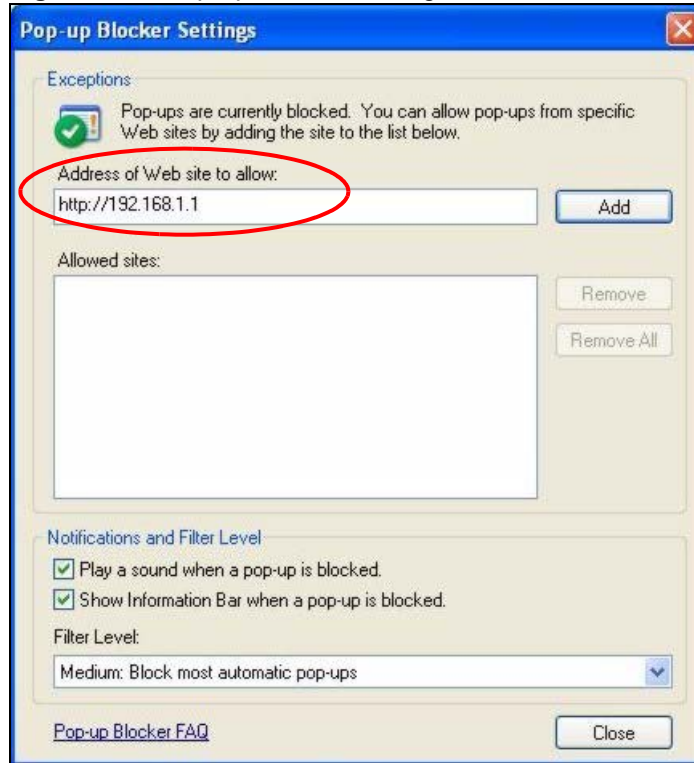 Pop-up Blocker Settings
Exceptions
Pop-ups are currently blocked. You can allow pop-ups from specific
Web sites by adding the site to the list below.
Address of Web site to allow:
http://192.168.1.1
Add
Allowed sites:
Remove
Remove All
Notifications and Filter Level
Play a sound when a pop-up is blocked.
Show Information Bar when a pop-up is blocked.
Filter Level:
Medium: Block most automatic pop-ups
Pop-up Blocker FAQ
Close